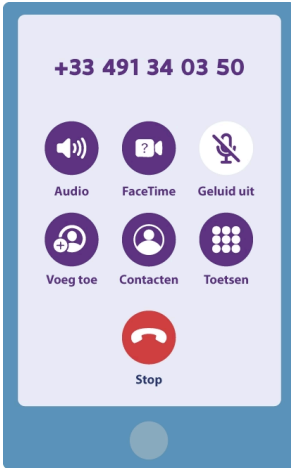 +33 491 34 03 50
Audio FaceTime Geluid uit
?
Voeg toe Contacten Toetsen
Stop